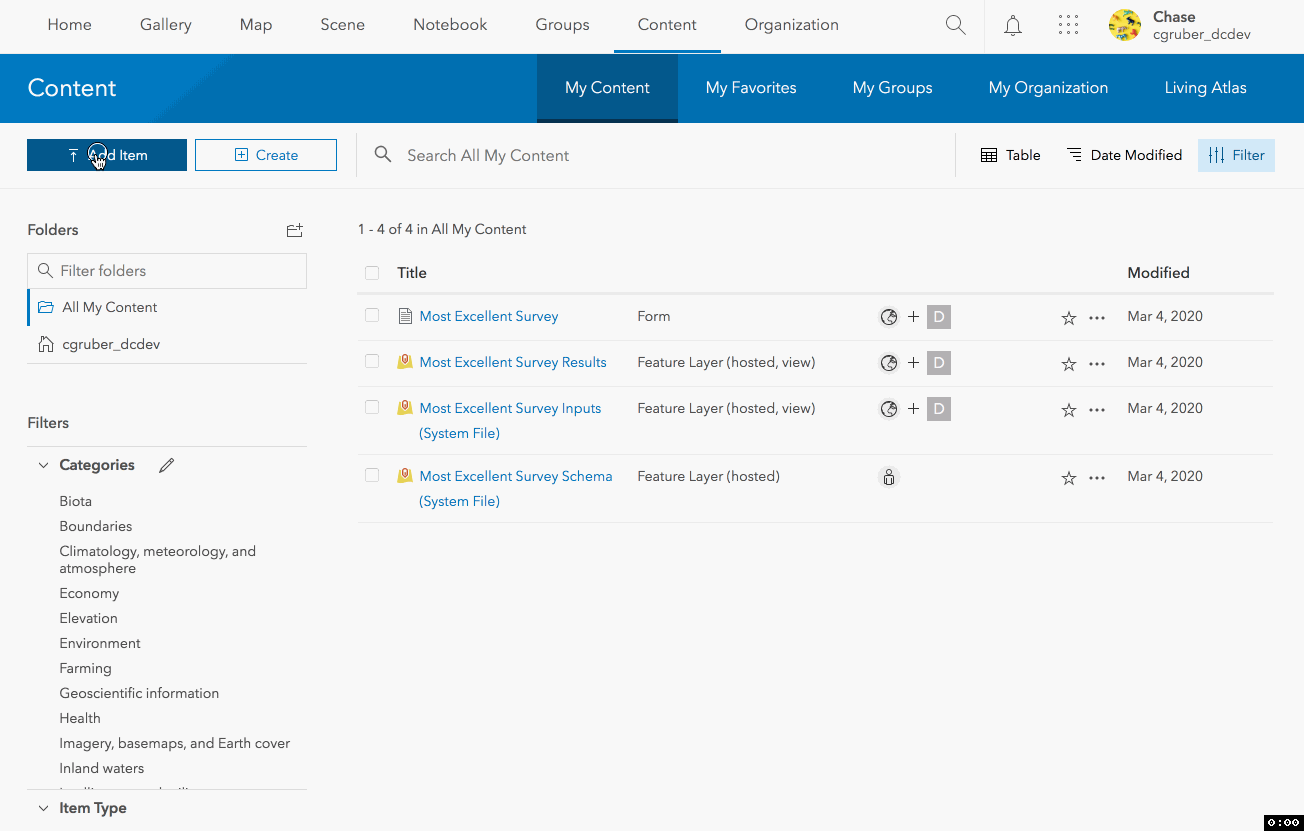 Home Gallery Map Scene Notebook Groups Content Organization
Chase
cgruber_dcdev
Content My Content My Favorites My Groups My Organization Living Atlas
Add Item Create Search All My Content Table Date Modified Filter
Folders
1 - 4 of 4 in All My Content
Filter folders
Title Modified
All My Content
Most Excellent Survey Form D Mar 4, 2020
cgruber_dcdev
Most Excellent Survey Results Feature Layer (hosted, view) D Mar 4, 2020
Most Excellent Survey Inputs Feature Layer (hosted, view) D Mar 4, 2020
(System File)
Filters
Categories
Most Excellent Survey Schema Feature Layer (hosted) Mar 4, 2020
(System File)
Biota
Boundaries
Climatology, meteorology, and
atmosphere
Economy
Elevation
Environment
Farming
Geoscientific information
Health
Imagery, basemaps, and Earth cover
Inland waters
Item Type
0:00